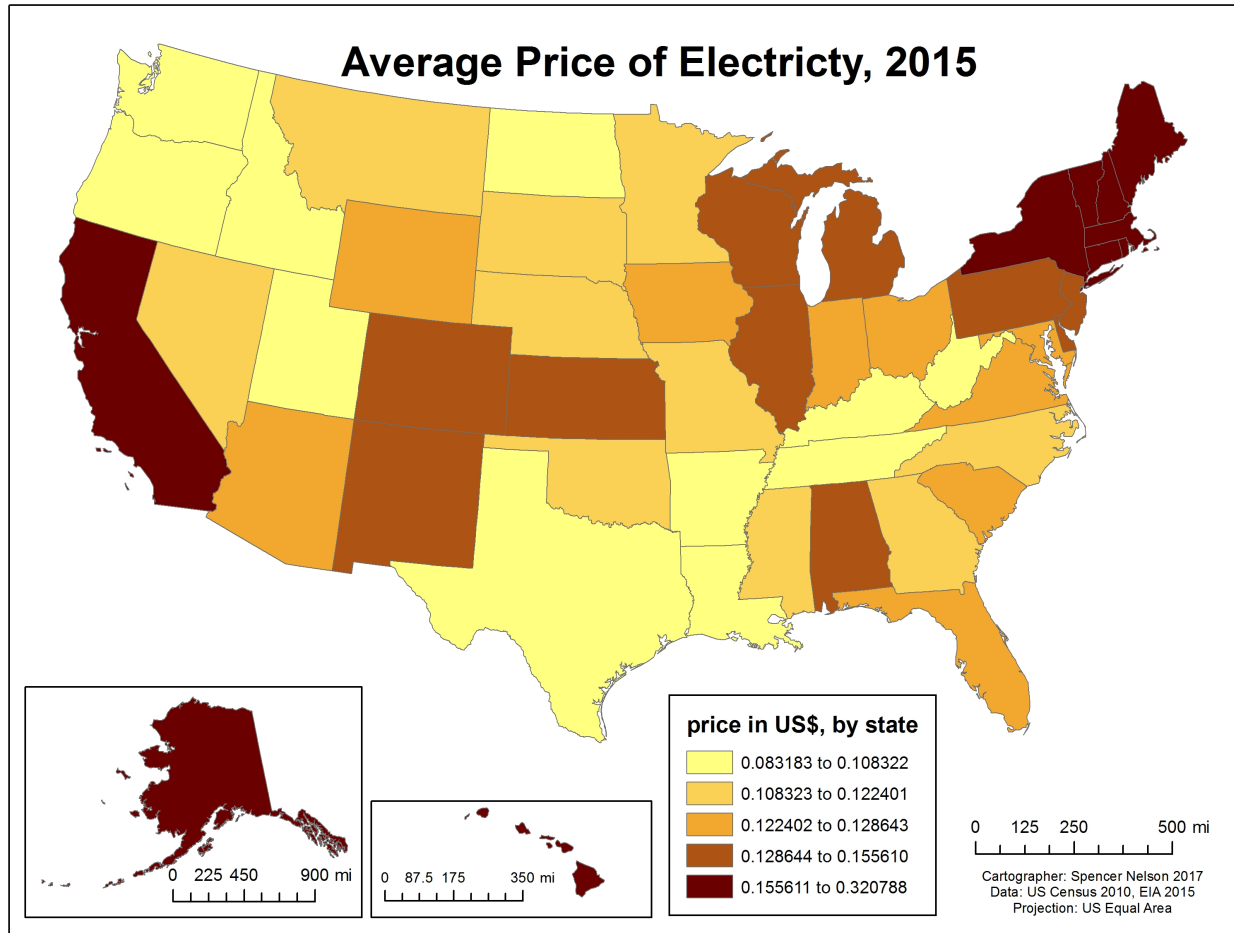 Average Price of Electricty, 2015
price in US$, by state
0.083183 to 0.108322
0.108323 to 0.122401
0.122402 to 0.128643
0.128644 to 0.155610
0.155611 to 0.320788
0 225 450 900 mi
0 87.5 175 350 mi
0 125 250 500 mi
Cartographer: Spencer Nelson 2017
Data: US Census 2010, EIA 2015
Projection: US Equal Area